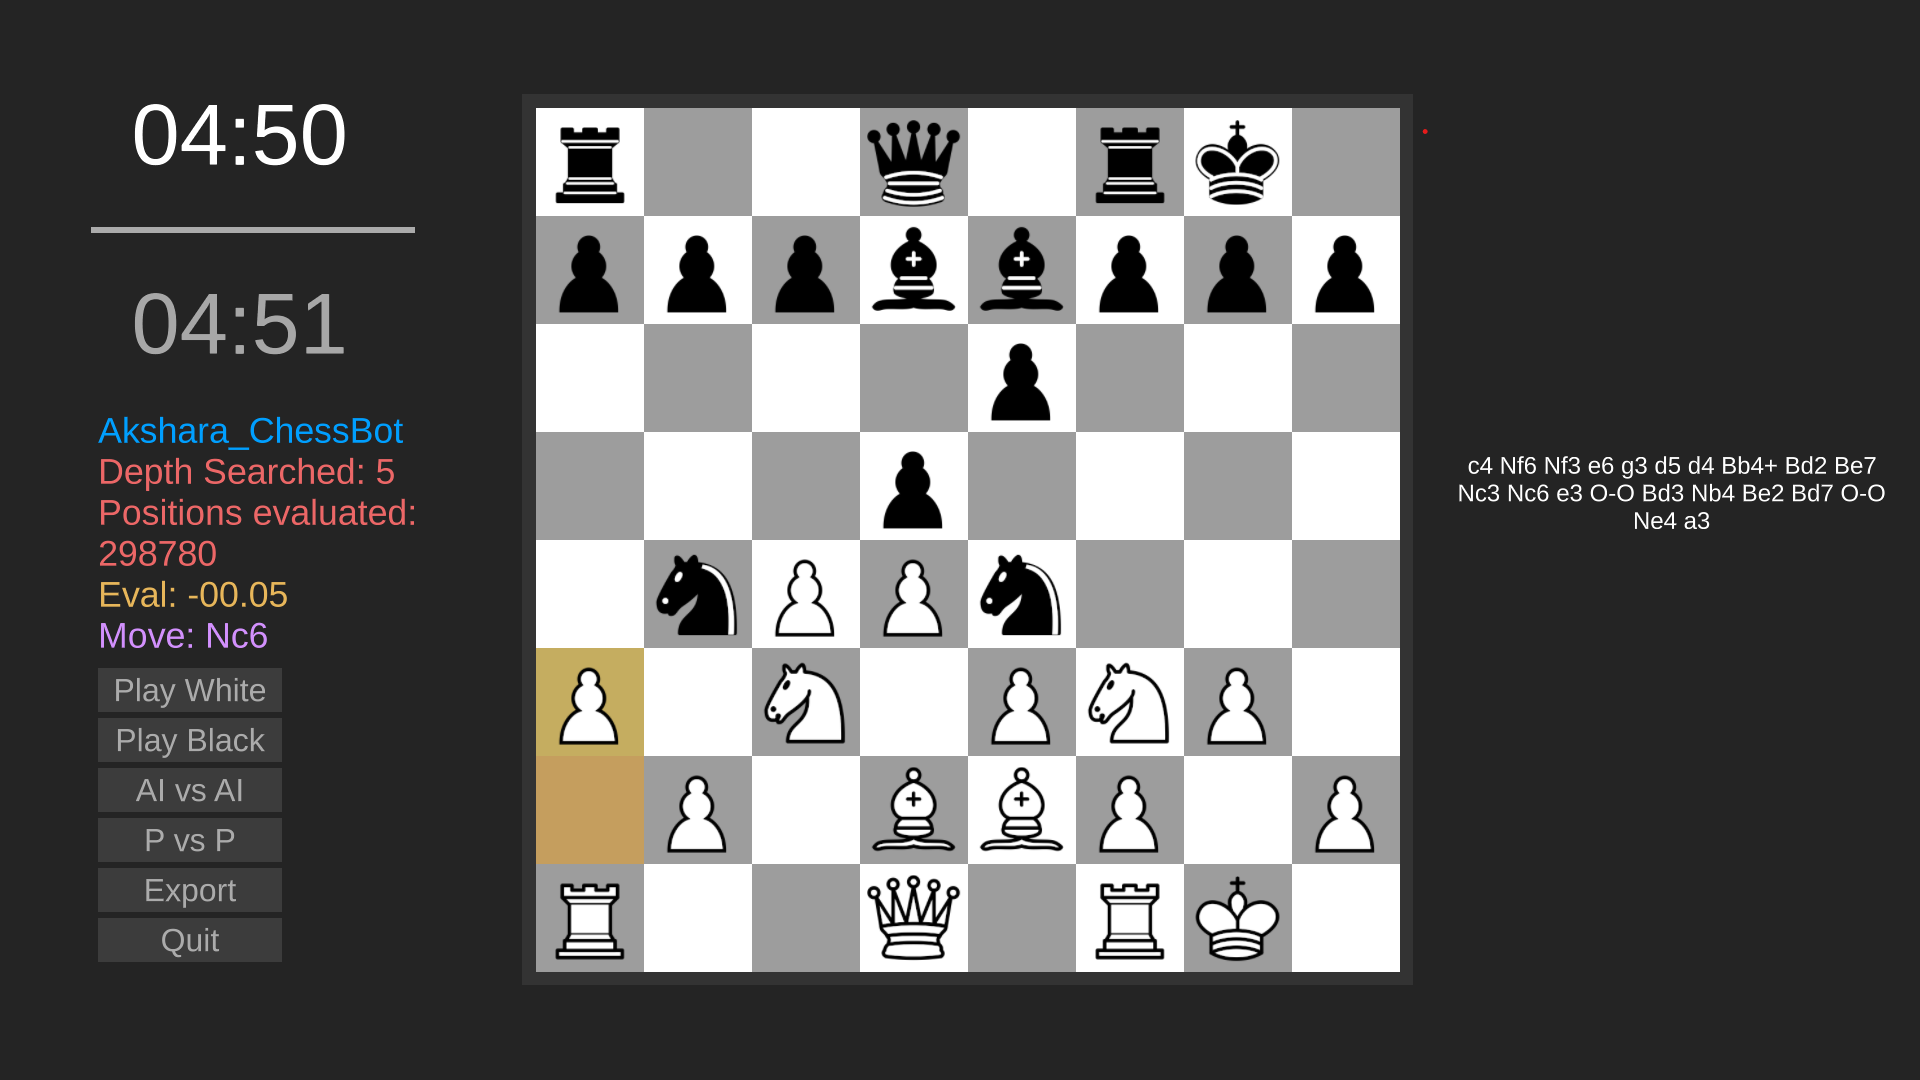 04:50
04:51
Akshara_ChessBot
Depth Searched: 5
Positions evaluated:
298780
Eval: -00.05
Move: Nc6
Play White
Play Black
AI vs AI
P vs P
Export
Quit
c4 Nf6 Nf3 e6 g3 d5 d4 Bb4+ Bd2 Be7
Nc3 Nc6 e3 O-O Bd3 Nb4 Be2 Bd7 O-O
Ne4 a3